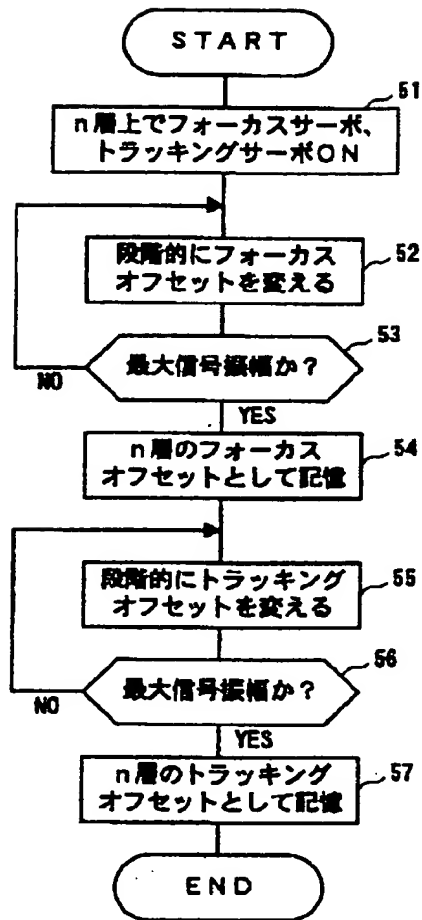 START
51
n層上でフォーカスサーボ、
トラッキングサーボON
段階的にフォーカス
オフセットを変える
52
最大信号振幅か?
53
NO
YES
n層のフォーカス
オフセットとして記憶
54
段階的にトラッキング
オフセットを変える
55
最大信号振幅か?
56
NO
YES
n層のトラッキング
オフセットとして記憶
57
END